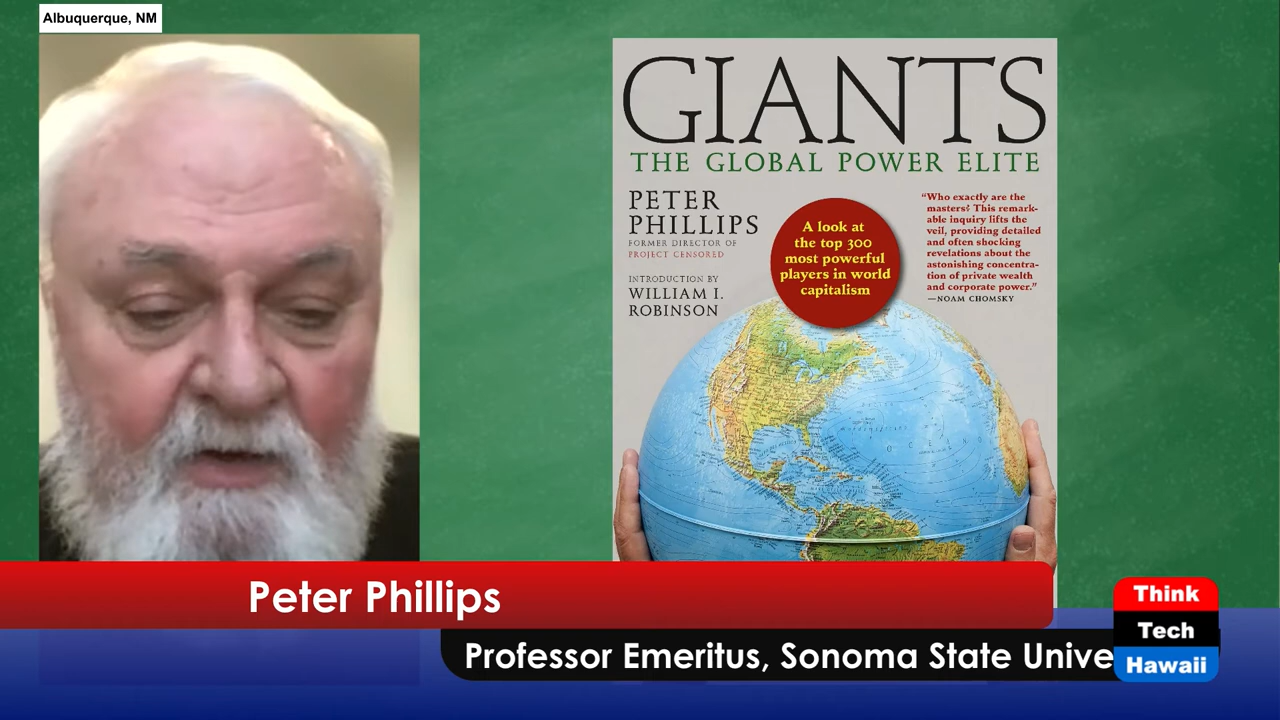 Albuquerque, NM
GIANTS
THE GLOBAL POWER ELITE
PETER
PHILLIPS
FORMER DIRECTOR OF
PROJECT CENSORED
INTRODUCTION BY
WILLIAM I.
ROBINSON
A look at
the top 300
most powerful
players in world
capitalism
“Who exactly are the
masters? This remark-
able inquiry lifts the
veil, providing detailed
and often shocking
revelations about the
astonishing concentra-
tion of private wealth
and corporate power.”
—NOAM CHOMSKY
Peter Phillips
Professor Emeritus, Sonoma State Unive
Think
Tech
Hawaii